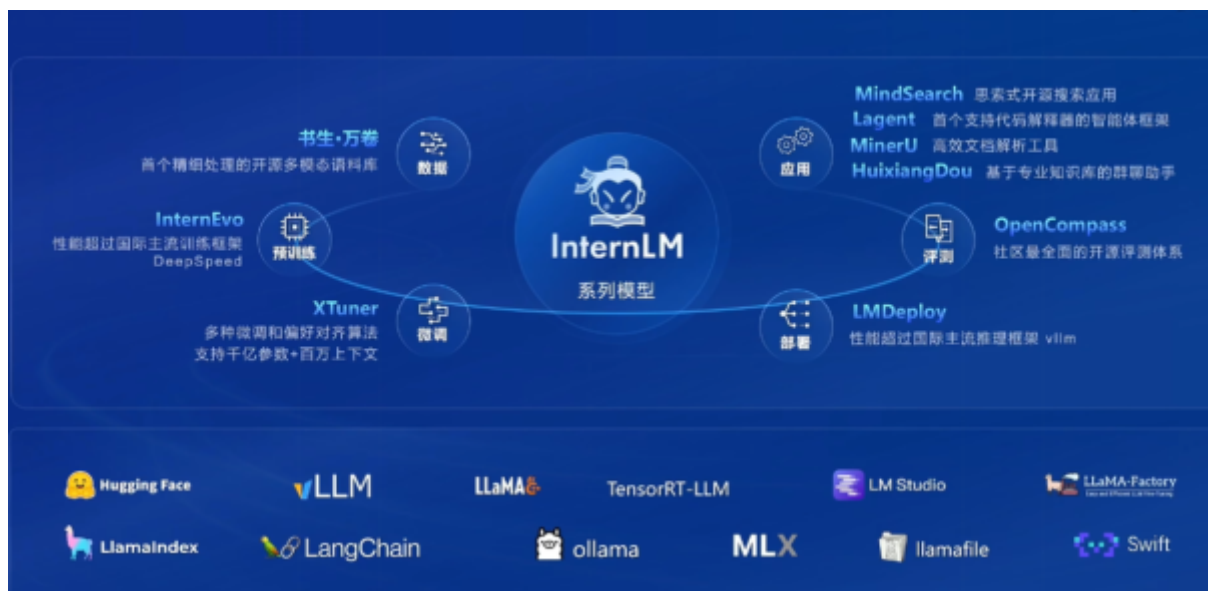 书生·万卷
首个精细处理的开源多模态语料库
数据
InternEvo
性能超过国际主流训练框架
DeepSpeed
预训练
XTuner
多种微调和偏好对齐算法
支持千亿参数+百万上下文
微调
InternLM
系列模型
MindSearch 思索式开源搜索应用
Lagent 首个支持代码解释器的智能体框架
MinerU 高效文档解析工具
HuixiangDou 基于专业知识库的群聊助手
应用
OpenCompass
社区最全面的开源评测体系
评测
LMDeploy
性能超过国际主流推理框架 vllm
部署
Hugging Face
vLLM
LLaMA
TensorRT-LLM
LM Studio
LLaMA-Factory
LlamaIndex
LangChain
ollama
MLX
llamafile
Swift